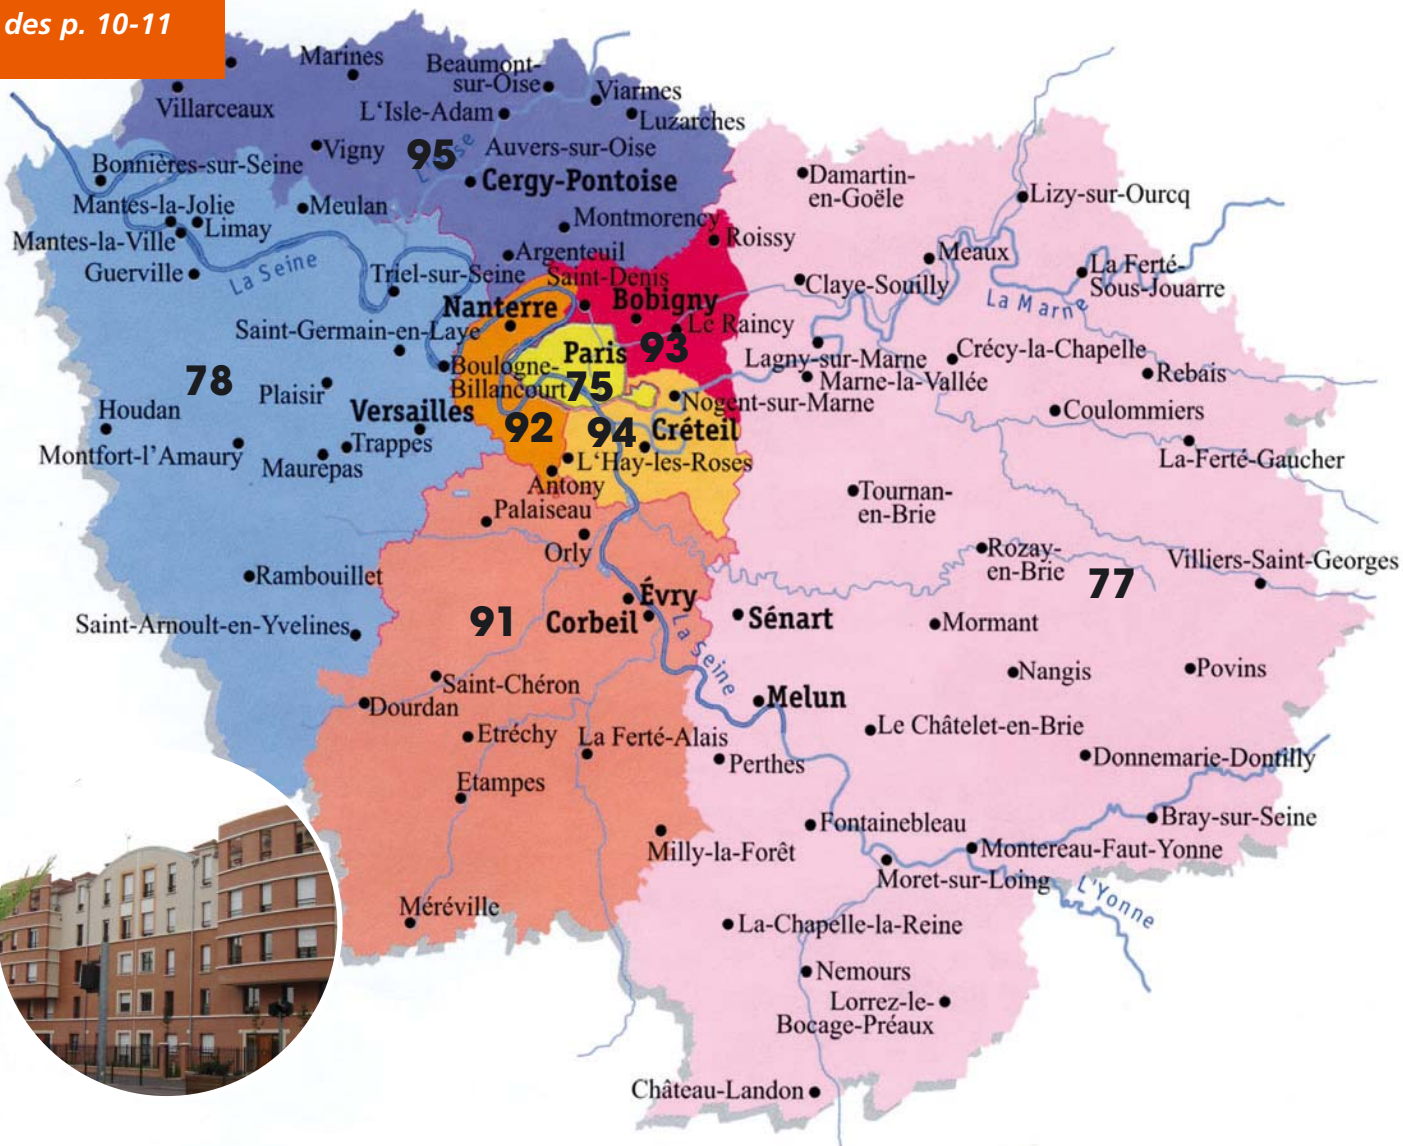 des p. 10-11
Marines
Beaumont-
sur-Oise
Viarmes
Villarceaux
L'Isle-Adam
Luzarches
Vigny
95
L'Oise
Auvers-sur-Oise
Bonnières-sur-Seine
Cergy-Pontoise
Damartin-
en-Goële
Lizy-sur-Ourcq
Mantes-la-Jolie
Meulan
Limay
Montmorency
Mantes-la-Ville
Roissy
Argenteuil
Meaux
Guerville
La Seine
Triel-sur-Seine
Saint-Denis
Claye-Souilly
La Ferté-
Sous-Jouarre
La Marne
Nanterre
Bobigny
Saint-Germain-en-Laye
Le Raincy
93
Paris
Lagny-sur-Marne
Crécy-la-Chapelle
Boulogne-
Billancourt
75
78
Plaisir
Marne-la-Vallée
Rebais
Houdan
Versailles
Nogent-sur-Marne
Coulommiers
92
94
Créteil
Trappes
Montfort-l'Amaury
Maurepas
L'Hay-les-Roses
La-Ferté-Gaucher
Antony
Palaiseau
Tournan-
en-Brie
Orly
Rozay-
en-Brie
Villiers-Saint-Georges
77
Rambouillet
Évry
91
Corbeil
Sénart
Saint-Arnoult-en-Yvelines
Mormant
La Seine
Nangis
Povins
Saint-Chéron
Dourdan
Melun
Le Châtelet-en-Brie
Etréchy
La Ferté-Alais
Perthes
Donnemarie-Dontilly
Etampes
Fontainebleau
Bray-sur-Seine
Milly-la-Forêt
Montereau-Faut-Yonne
Moret-sur-Loing
L'Yonne
Méréville
La-Chapelle-la-Reine
Nemours
Lorrez-le-
Bocage-Préaux
Château-Landon